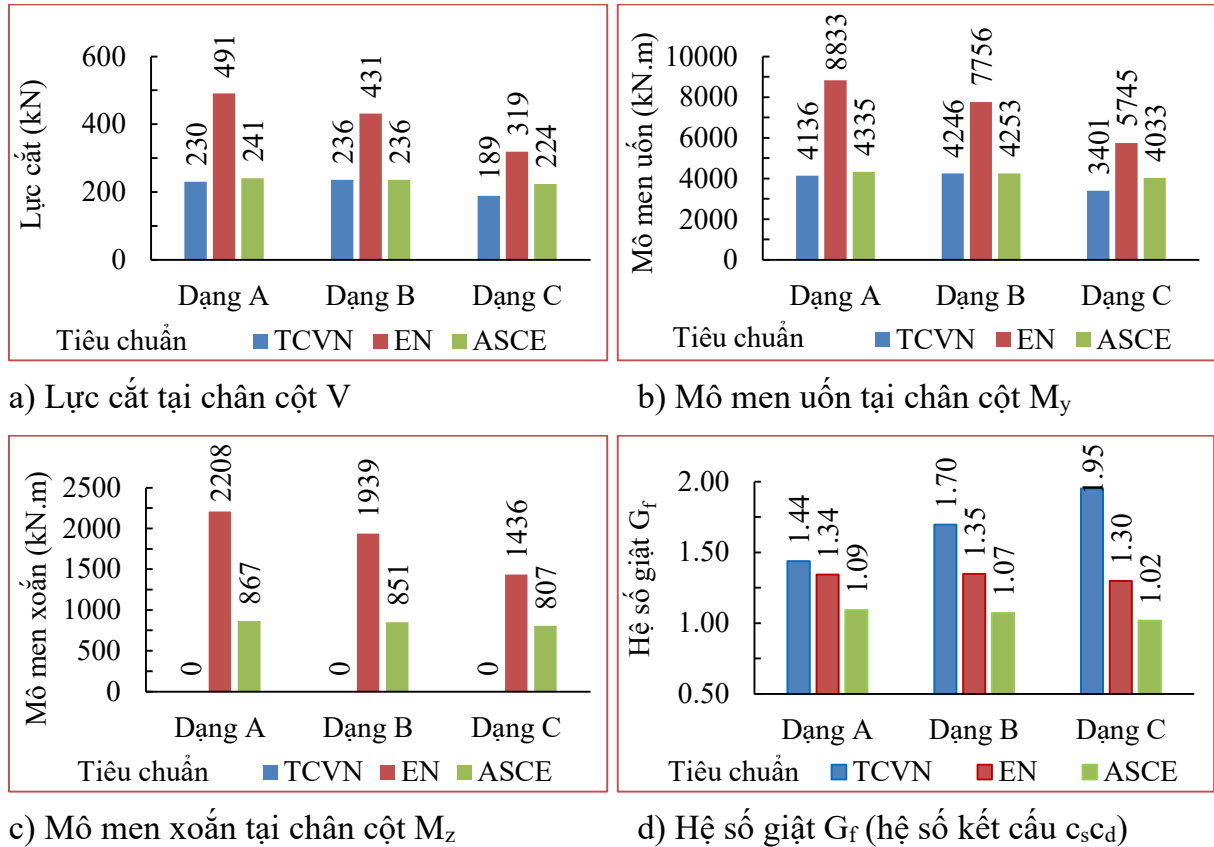 Lực cắt (kN)
600
400
200
0
230
491
241
236
431
236
189
319
224
Dạng A
Dạng B
Dạng C
Tiêu chuẩn
TCVN
EN
ASCE
a) Lực cắt tại chân cột V
Mô men uốn (kN.m)
10000
8000
6000
4000
2000
0
4136
8833
4335
4246
7756
4253
3401
5745
4033
Dạng A
Dạng B
Dạng C
Tiêu chuẩn
TCVN
EN
ASCE
b) Mô men uốn tại chân cột My
Mô men xoắn (kN.m)
2500
2000
1500
1000
500
0
0
2208
867
0
1939
851
0
1436
807
Dạng A
Dạng B
Dạng C
Tiêu chuẩn
TCVN
EN
ASCE
c) Mô men xoắn tại chân cột Mz
Hệ số giật Gf
2.00
1.50
1.00
0.50
1.44
1.34
1.09
1.70
1.35
1.07
1.95
1.30
1.02
Dạng A
Dạng B
Dạng C
Tiêu chuẩn
TCVN
EN
ASCE
d) Hệ số giật Gf (hệ số kết cấu cscd)